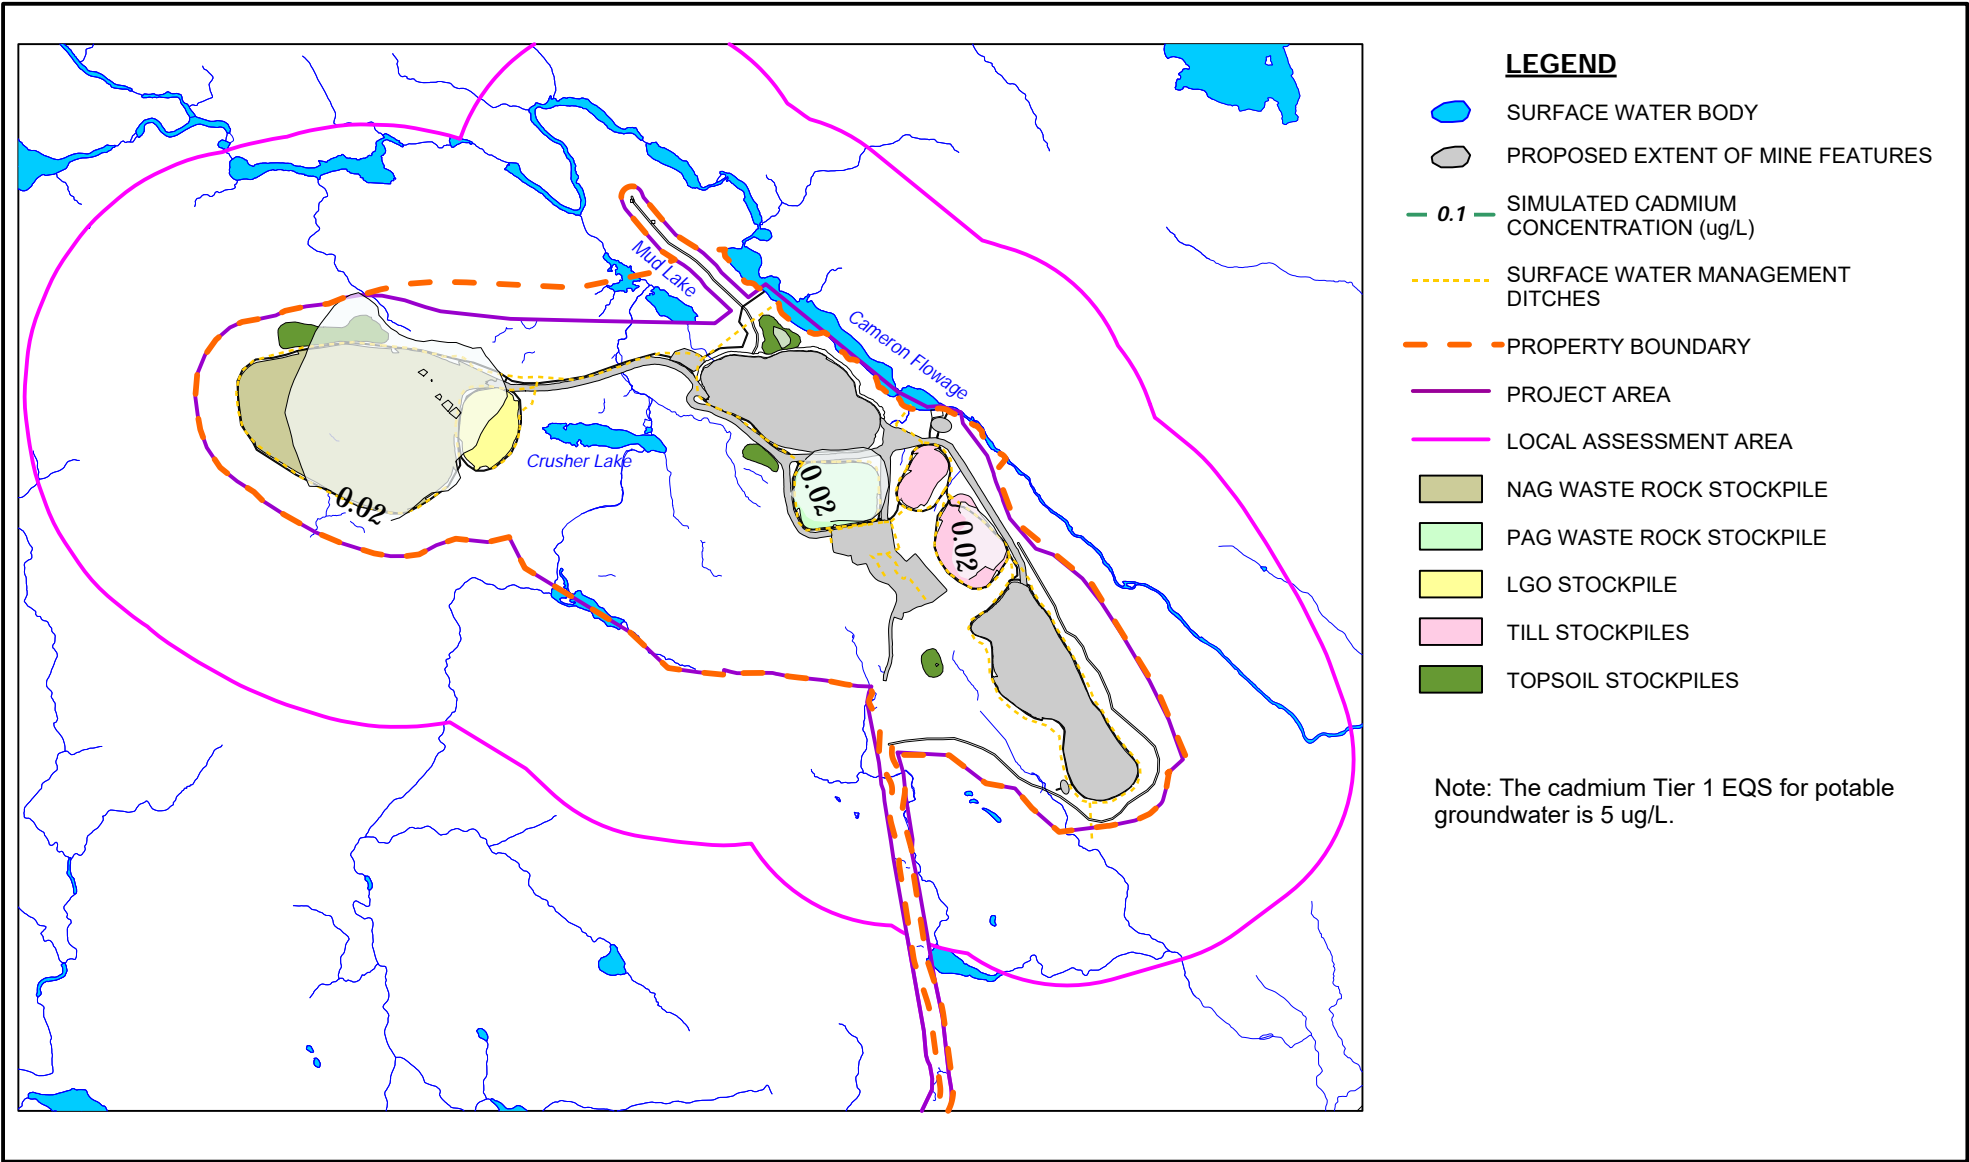 LEGEND
SURFACE WATER BODY
PROPOSED EXTENT OF MINE FEATURES
0.1
SIMULATED CADMIUM
CONCENTRATION (ug/L)
SURFACE WATER MANAGEMENT
DITCHES
PROPERTY BOUNDARY
PROJECT AREA
LOCAL ASSESSMENT AREA
NAG WASTE ROCK STOCKPILE
PAG WASTE ROCK STOCKPILE
LGO STOCKPILE
TILL STOCKPILES
TOPSOIL STOCKPILES
Note: The cadmium Tier 1 EQS for potable
groundwater is 5 ug/L.
Mud Lake
Cameron Flowage
Crusher Lake
0.02
0.02
0.02